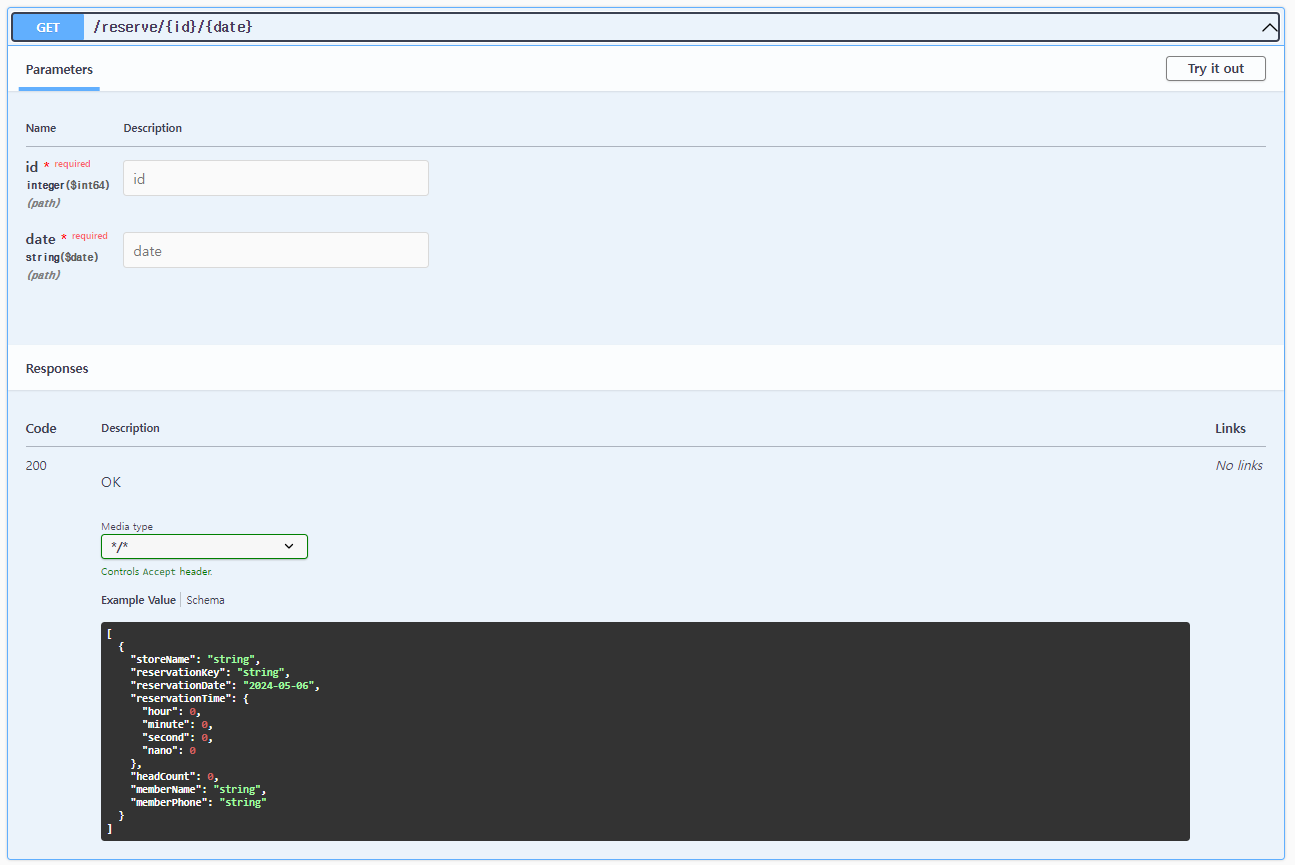 GET /reserve/{id}/{date}
Parameters
Try it out
Name Description
id * required
integer($int64)
(path)
id
date * required
string($date)
(path)
date
Responses
Code Description Links
200 No links
OK
Media type
*/*
Controls Accept header.
Example Value Schema
[
  {
    "storeName": "string",
    "reservationKey": "string",
    "reservationDate": "2024-05-06",
    "reservationTime": {
      "hour": 0,
      "minute": 0,
      "second": 0,
      "nano": 0
    },
    "headCount": 0,
    "memberName": "string",
    "memberPhone": "string"
  }
]